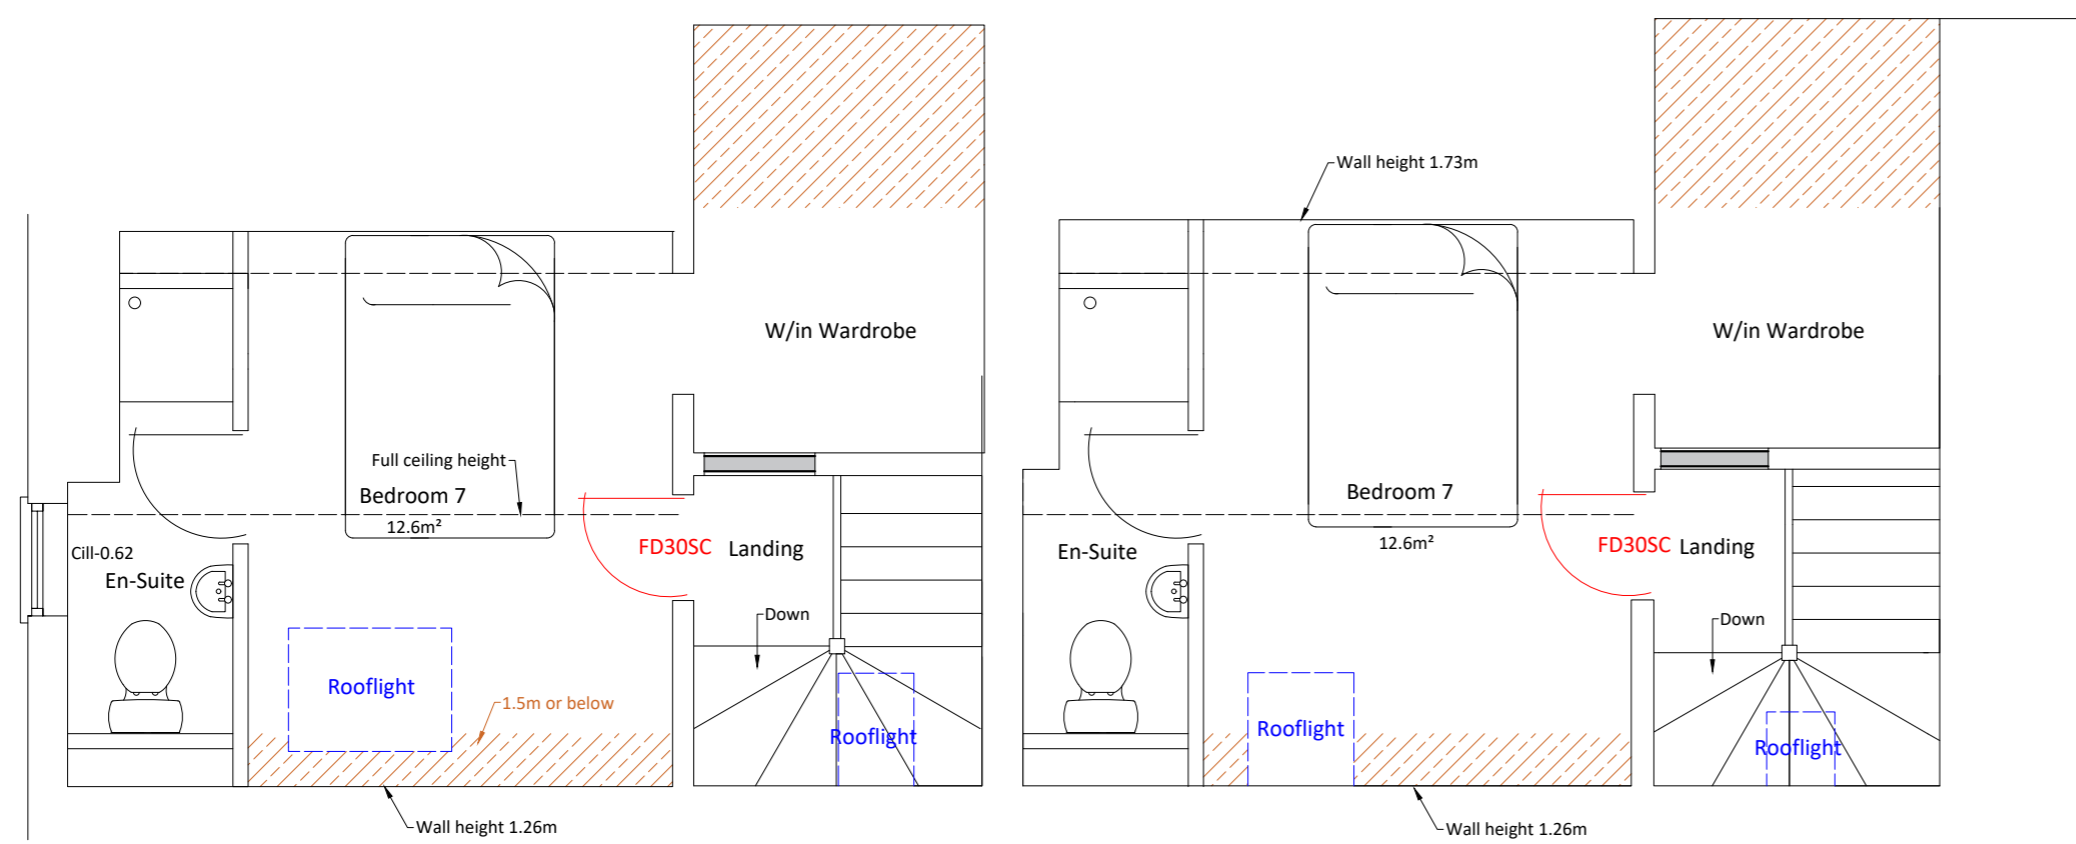 W/in Wardrobe
Full ceiling height
Bedroom 7
12.6m²
Cill-0.62
En-Suite
FD30SC
Landing
Down
Rooflight
1.5m or below
Rooflight
Wall height 1.26m
Wall height 1.73m
W/in Wardrobe
Bedroom 7
12.6m²
En-Suite
FD30SC
Landing
Down
Rooflight
Rooflight
Wall height 1.26m